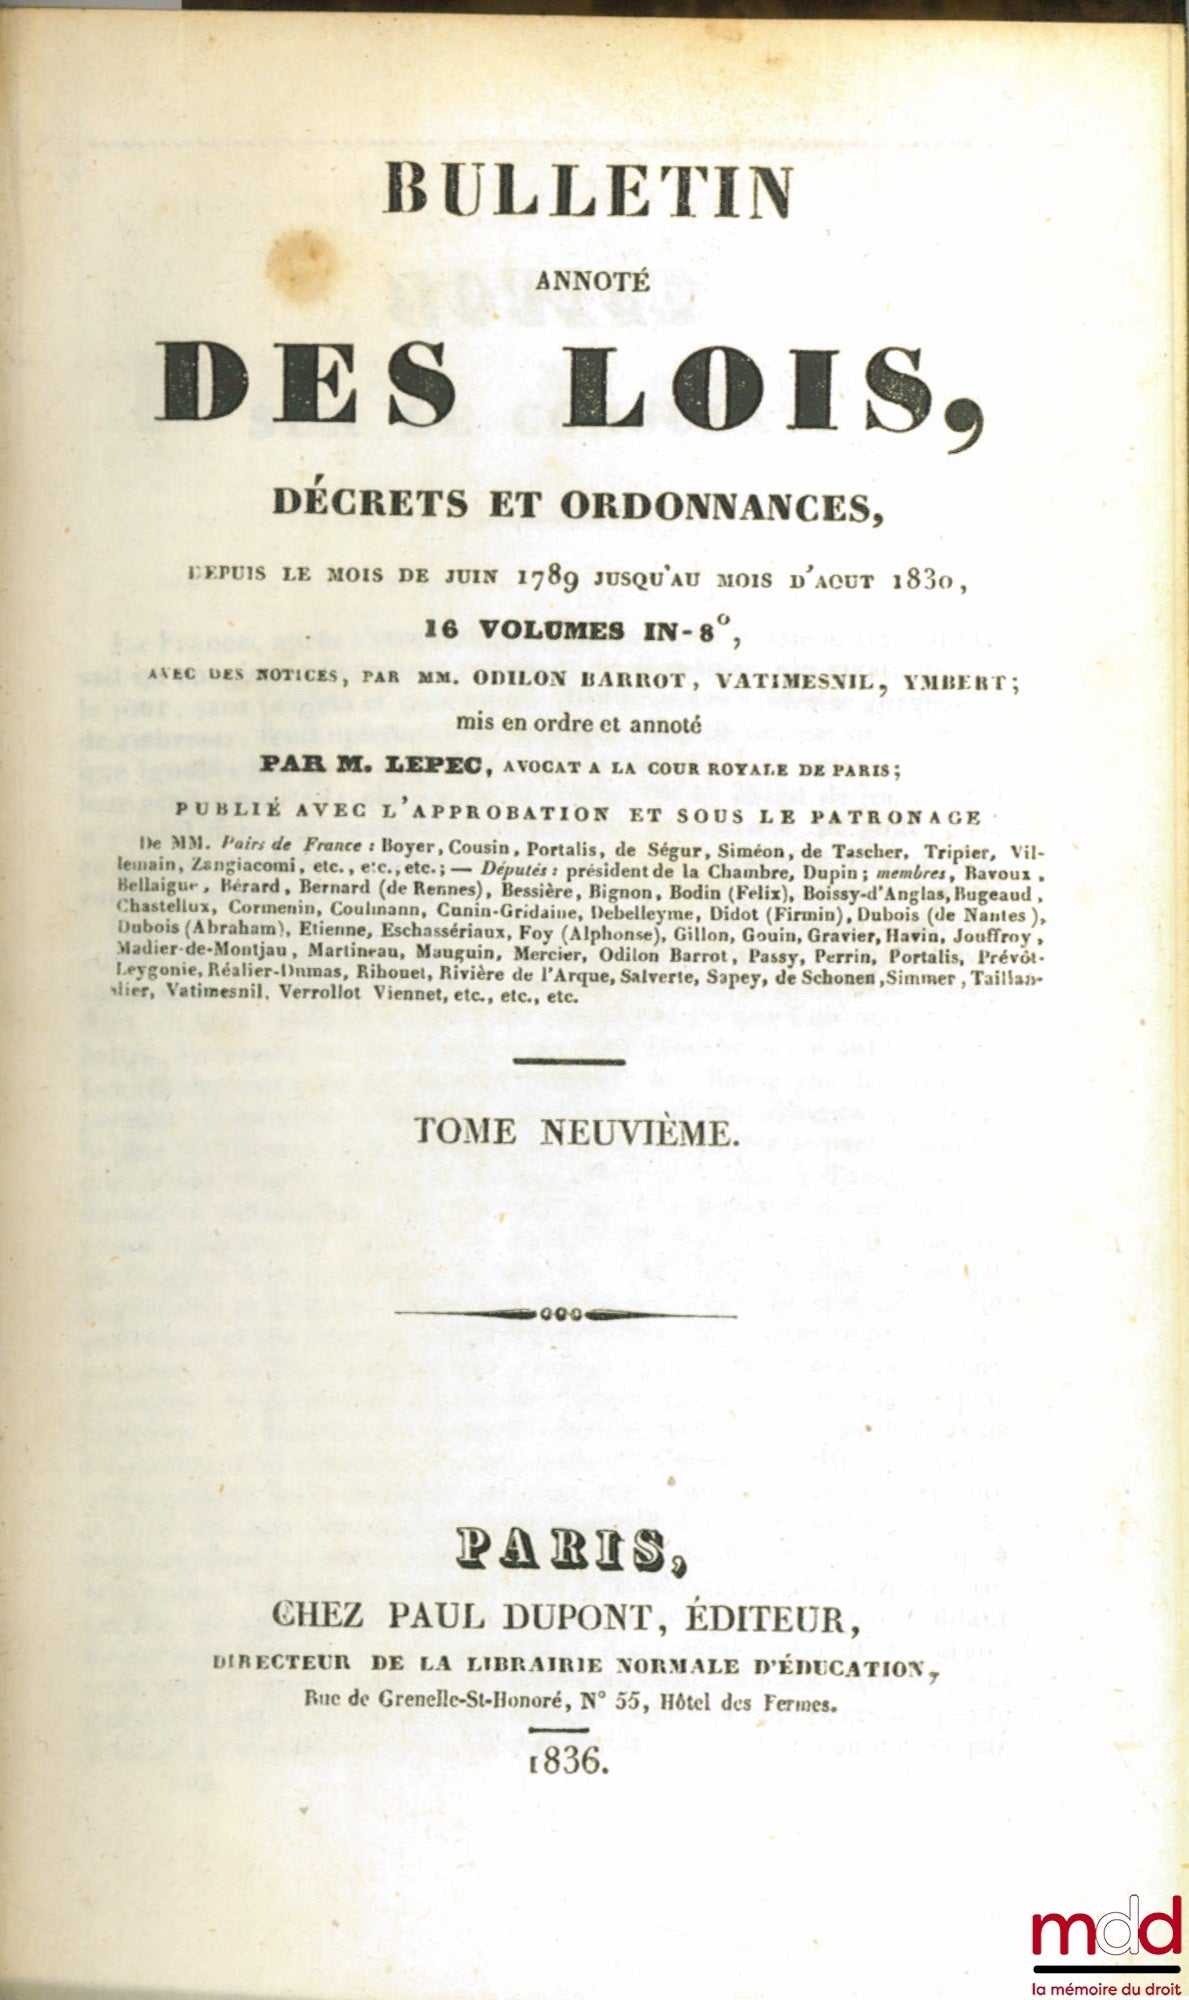 BULLETIN
ANNOTÉ
DES LOIS,
DÉCRETS ET ORDONNANCES,
DEPUIS LE MOIS DE JUIN 1789 JUSQU'AU MOIS D'AOUT 1830,
16 VOLUMES IN-8°,
AVEC DES NOTICES, PAR MM. ODILON BARROT, VATIMESNIL, YMBERT;
mis en ordre et annoté
PAR M. LEPEC, AVOCAT A LA COUR ROYALE DE PARIS;
PUBLIÉ AVEC L'APPROBATION ET SOUS LE PATRONAGE
De MM. Pairs de France : Boyer, Cousin, Portalis, de Ségur, Siméon, de Tascher, Tripier, Vil-
lemain, Zangiacomi, etc., etc., etc.; — Députés : président de la Chambre, Dupin; membres, Bavoux,
Bellaigue, Bérard, Bernard (de Rennes), Bessière, Bignon, Bodin (Felix), Boissy-d'Anglas, Bugeaud,
Chastellux, Cormenin, Coulmann, Cunin-Gridaine, Debelleyme, Didot (Firmin), Dubois (de Nantes),
Dubois (Abraham), Etienne, Eschassériaux, Foy (Alphonse), Gillon, Gouin, Gravier, Havin, Jouffroy,
Madier-de-Montjau, Martineau, Mauguin, Mercier, Odilon Barrot, Passy, Perrin, Portalis, Prévôt-
Leygonie, Réalier-Dumas, Ribouet, Rivière de l'Arque, Salverte, Sapey, de Schonen, Simmer, Taillan-
dier, Vatimesnil, Verrollot Viennet, etc., etc., etc.
TOME NEUVIÈME.
PARIS,
CHEZ PAUL DUPONT, ÉDITEUR,
DIRECTEUR DE LA LIBRAIRIE NORMALE D'ÉDUCATION,
Rue de Grenelle-St-Honoré, N° 55, Hôtel des Fermes.
1836.
mdd
la mémoire du droit